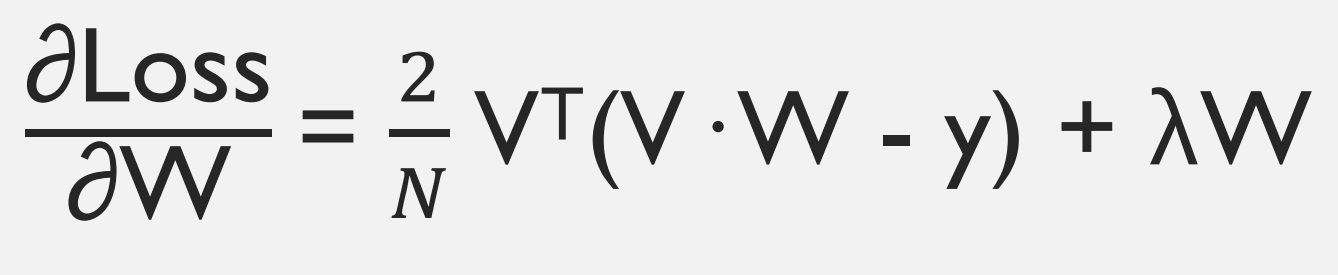 ∂Loss/∂W = 2/N Vᵀ(V · W - y) + λW